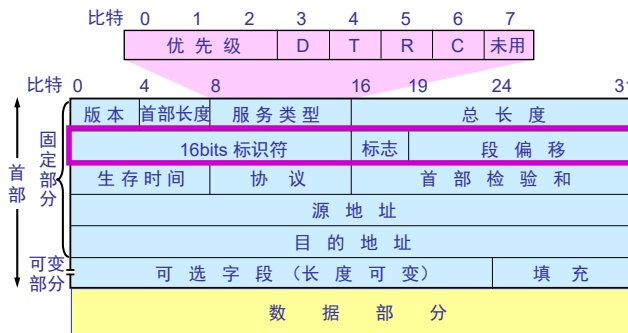 比特 0 1 2 3 4 5 6 7
优先级 D T R C 未用
比特 0 4 8 16 19 24 31
版本 首部长度 服务类型 总长度
16bits 标识符 标志 段偏移
生存时间 协议 首部检验和
源地址
目的地址
可选字段（长度可变） 填充
数据部分
首部
固定部分
可变
部分